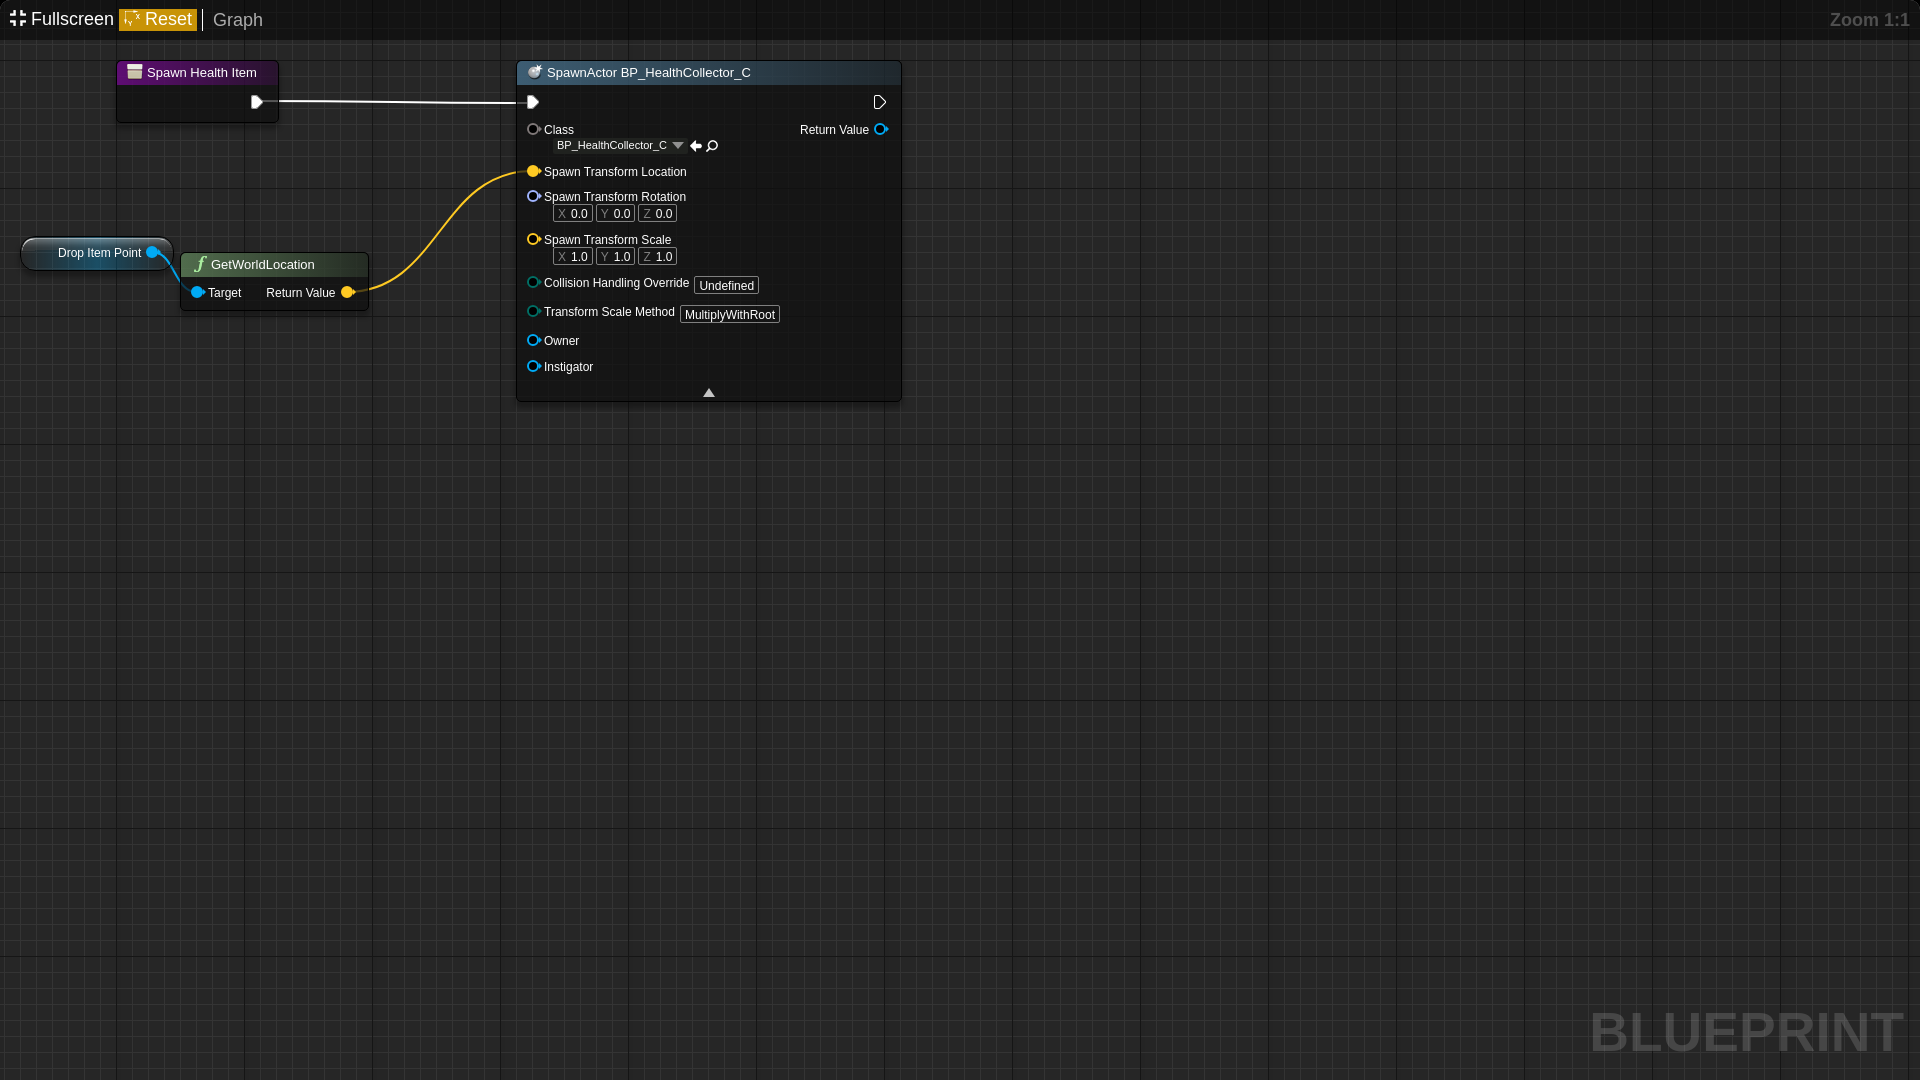 Fullscreen Reset Graph Zoom 1:1
Spawn Health Item
SpawnActor BP_HealthCollector_C
Class
Return Value
BP_HealthCollector_C
Spawn Transform Location
Spawn Transform Rotation
X 0.0 Y 0.0 Z 0.0
Spawn Transform Scale
X 1.0 Y 1.0 Z 1.0
Collision Handling Override Undefined
Transform Scale Method MultiplyWithRoot
Owner
Instigator
Drop Item Point
GetWorldLocation
Target Return Value
BLUEPRINT